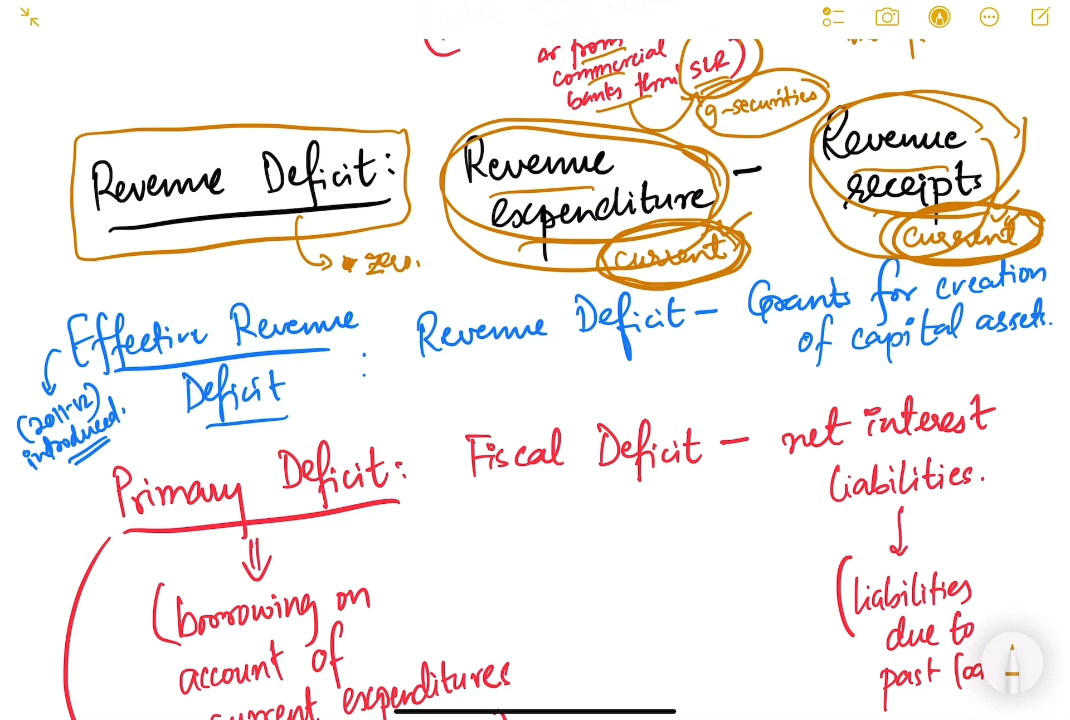 or from
commercial
banks thru SLR)
g-securities
Revenue Deficit: Revenue expenditure - Revenue receipts
current current
→ zero.
Effective Revenue Deficit : Revenue Deficit - Grants for creation of capital assets.
(2011-12)
introduced.
Primary Deficit: Fiscal Deficit - net interest
liabilities.
(borrowing on
account of
current expenditures
(liabilities
due to
past